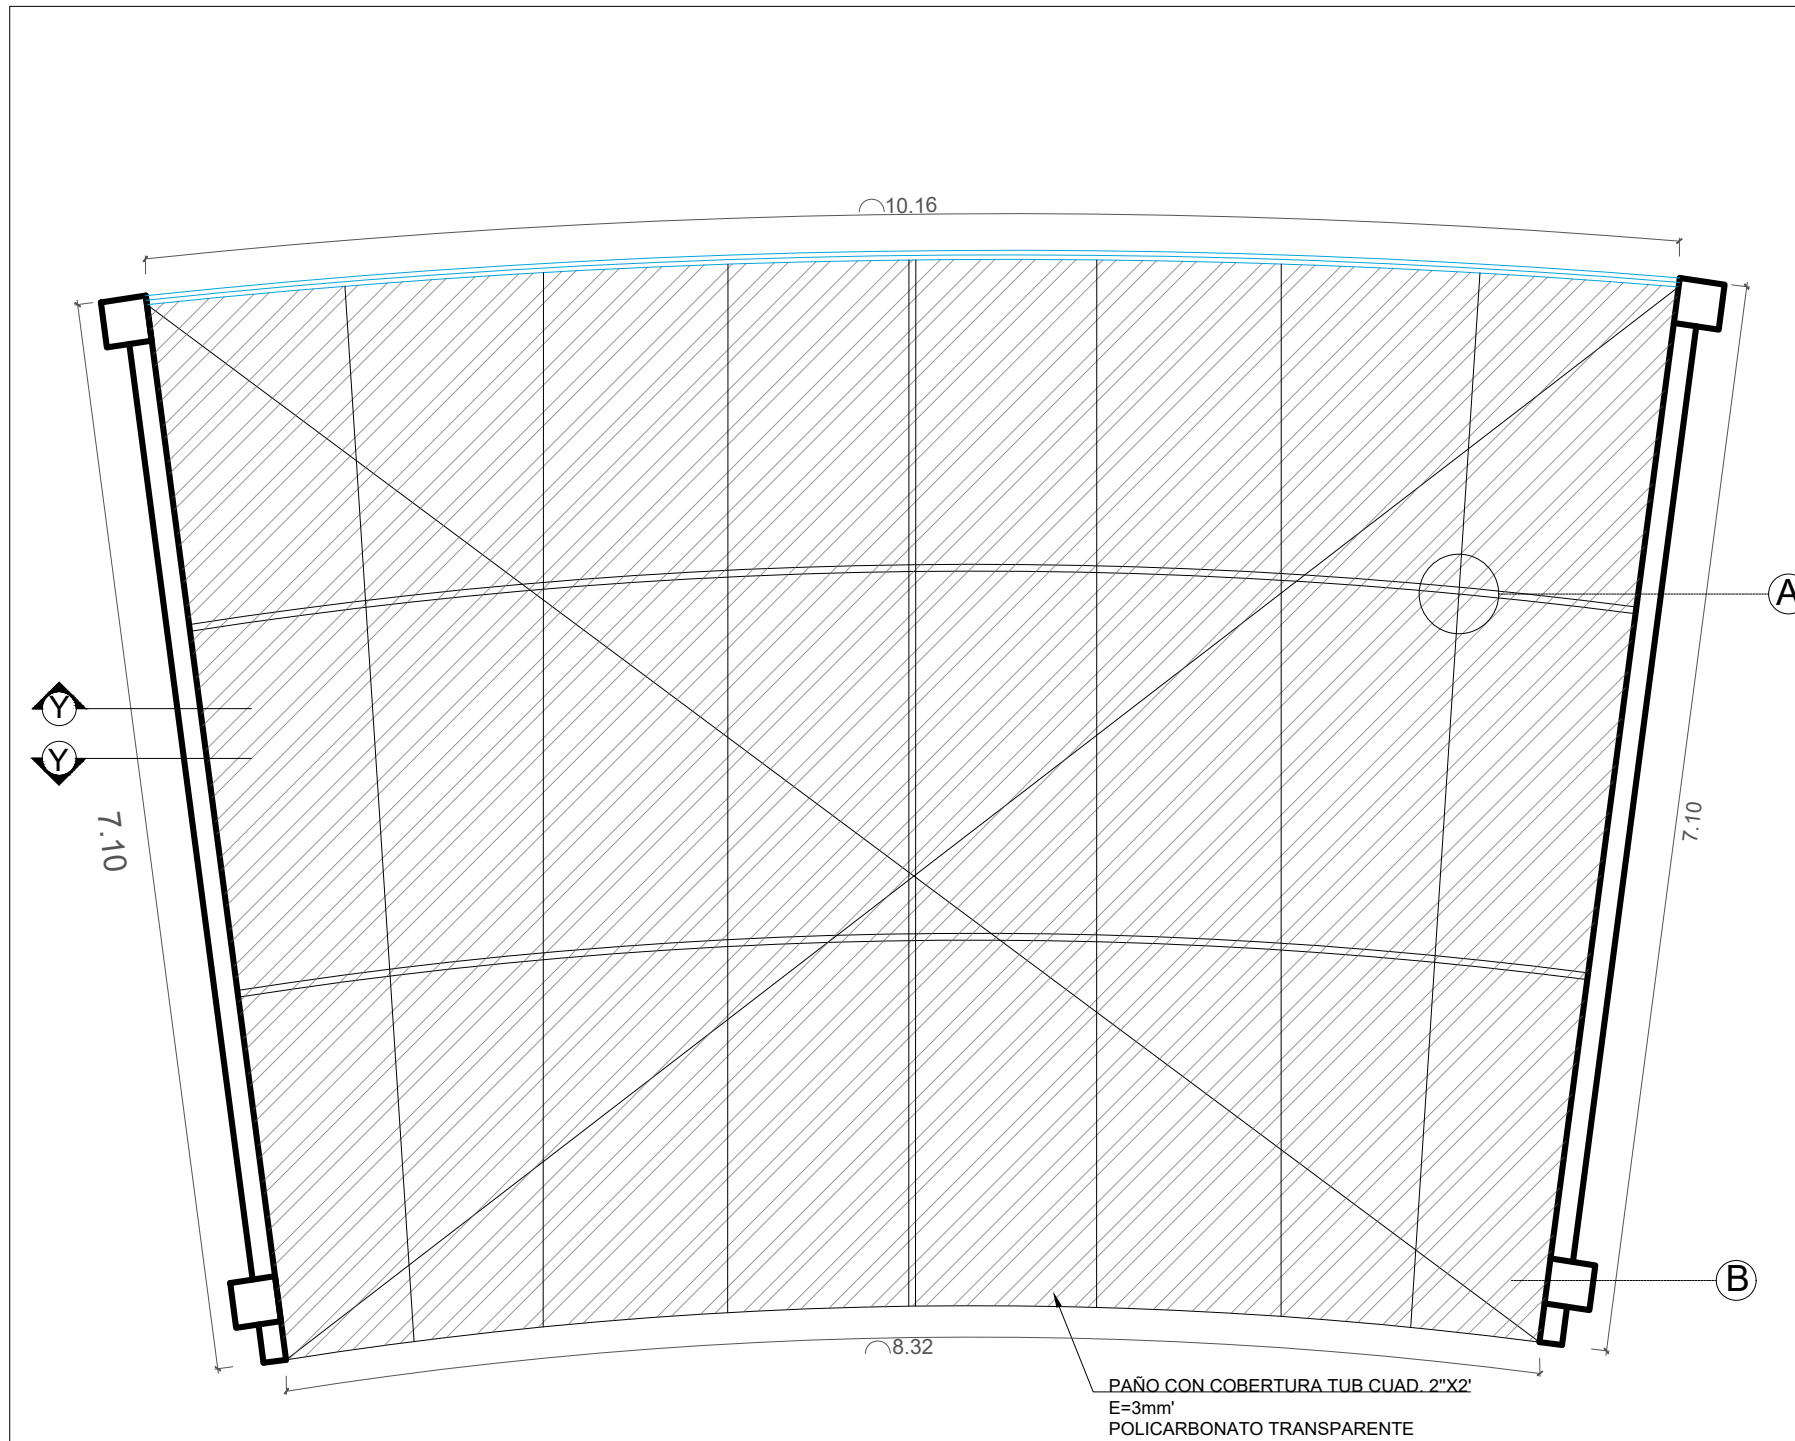 ⌒10.16
A
Y
Y
7.10
7.10
B
⌒8.32
PAÑO CON COBERTURA TUB CUAD. 2"X2'
E=3mm'
POLICARBONATO TRANSPARENTE